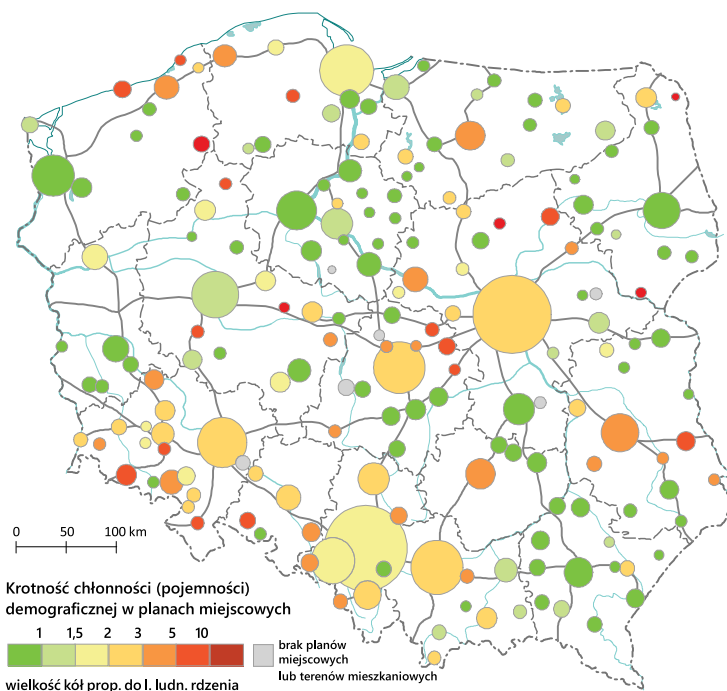 0 50 100 km
Krotność chłonności (pojemności)
demograficznej w planach miejscowych
1 1,5 2 3 5 10
brak planów
miejscowych
lub terenów mieszkaniowych
wielkość kół prop. do l. ludn. rdzenia